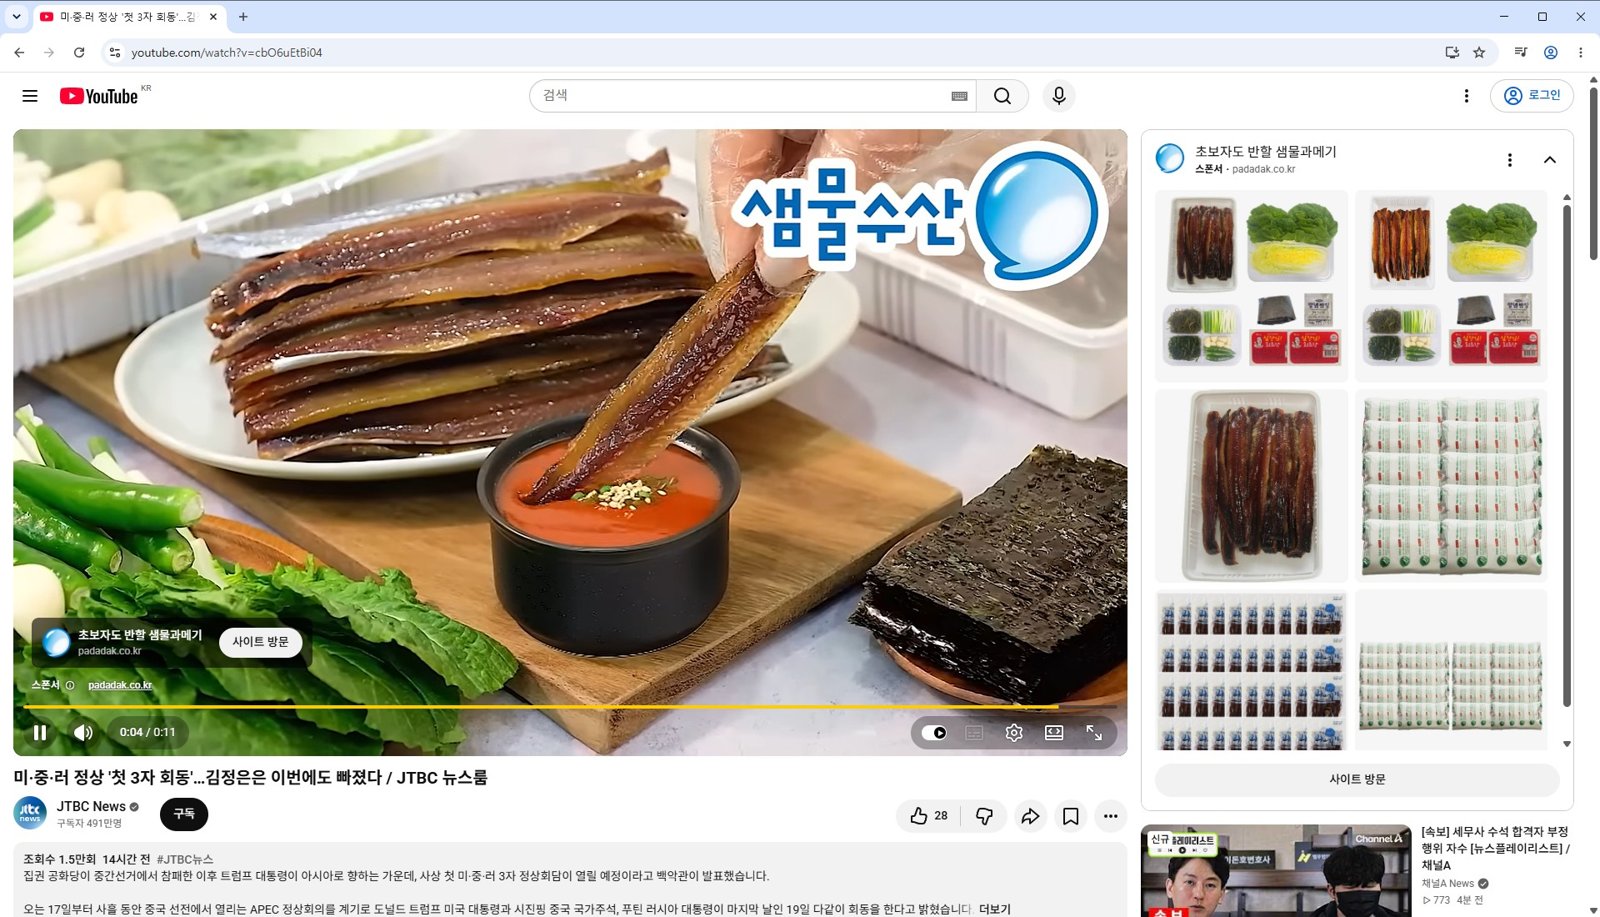 미·중·러 정상 '첫 3자 회동'...김
youtube.com/watch?v=cbO6uEtBi04
YouTube KR
검색
로그인
샘물수산
초보자도 반할 샘물과메기
padadak.co.kr
사이트 방문
스폰서
padadak.co.kr
0:04 / 0:11
미·중·러 정상 '첫 3자 회동'...김정은은 이번에도 빠졌다 / JTBC 뉴스룸
jtbc news
JTBC News
구독자 491만명
구독
28
조회수 1.5만회 14시간 전 #JTBC뉴스
집권 공화당이 중간선거에서 참패한 이후 트럼프 대통령이 아시아로 향하는 가운데, 사상 첫 미·중·러 3자 정상회담이 열릴 예정이라고 백악관이 발표했습니다.
오는 17일부터 사흘 동안 중국 선전에서 열리는 APEC 정상회의를 계기로 도널드 트럼프 미국 대통령과 시진핑 중국 국가주석, 푸틴 러시아 대통령이 마지막 날인 19일 다같이 회동을 한다고 밝혔습니다. 더보기
초보자도 반할 샘물과메기
스폰서 · padadak.co.kr
사이트 방문
신규
플레이리스트
Channel A
속보
[속보] 세무사 수석 합격자 부정
행위 자수 [뉴스플레이리스트] /
채널A
채널A News
773 4분 전